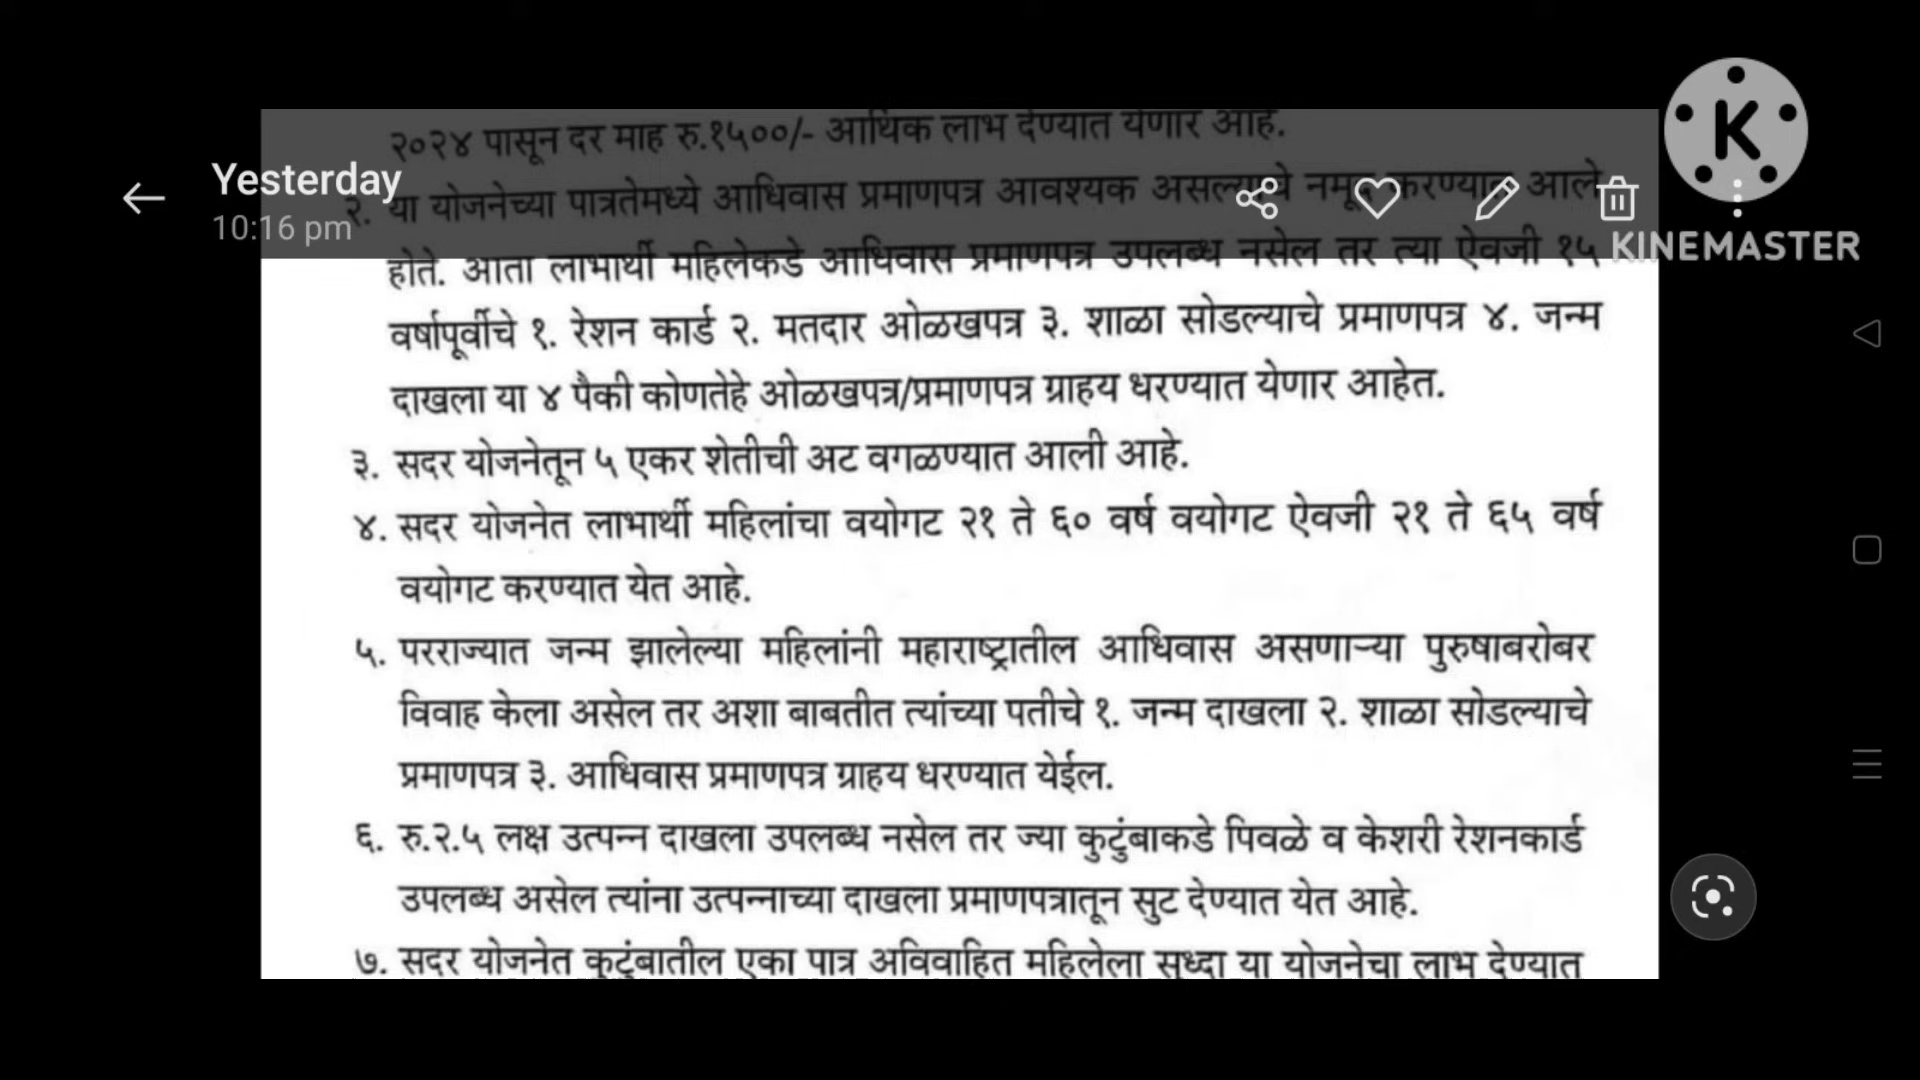 २०२४ पासून दर माह रु.१५००/- आर्थिक लाभ देण्यात येणार आहे.
Yesterday
10:16 pm
२. या योजनेच्या पात्रतेमध्ये आधिवास प्रमाणपत्र आवश्यक असल्याचे नमूद करण्यात आले
होते. आता लाभार्थी महिलेकडे आधिवास प्रमाणपत्र उपलब्ध नसेल तर त्या ऐवजी १५
KINEMASTER
वर्षापूर्वीचे १. रेशन कार्ड २. मतदार ओळखपत्र ३. शाळा सोडल्याचे प्रमाणपत्र ४. जन्म
दाखला या ४ पैकी कोणतेहे ओळखपत्र/प्रमाणपत्र ग्राहय धरण्यात येणार आहेत.
३. सदर योजनेतून ५ एकर शेतीची अट वगळण्यात आली आहे.
४. सदर योजनेत लाभार्थी महिलांचा वयोगट २१ ते ६० वर्ष वयोगट ऐवजी २१ ते ६५ वर्ष
वयोगट करण्यात येत आहे.
५. परराज्यात जन्म झालेल्या महिलांनी महाराष्ट्रातील आधिवास असणाऱ्या पुरुषाबरोबर
विवाह केला असेल तर अशा बाबतीत त्यांच्या पतीचे १. जन्म दाखला २. शाळा सोडल्याचे
प्रमाणपत्र ३. आधिवास प्रमाणपत्र ग्राहय धरण्यात येईल.
६. रु.२.५ लक्ष उत्पन्न दाखला उपलब्ध नसेल तर ज्या कुटुंबाकडे पिवळे व केशरी रेशनकार्ड
उपलब्ध असेल त्यांना उत्पन्नाच्या दाखला प्रमाणपत्रातून सुट देण्यात येत आहे.
७. सदर योजनेत कुटुंबातील एका पात्र अविवाहित महिलेला सुध्दा या योजनेचा लाभ देण्यात